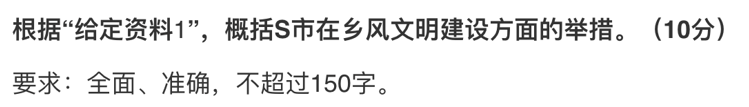 根据“给定资料1”，概括S市在乡风文明建设方面的举措。（10分）
要求：全面、准确，不超过150字。